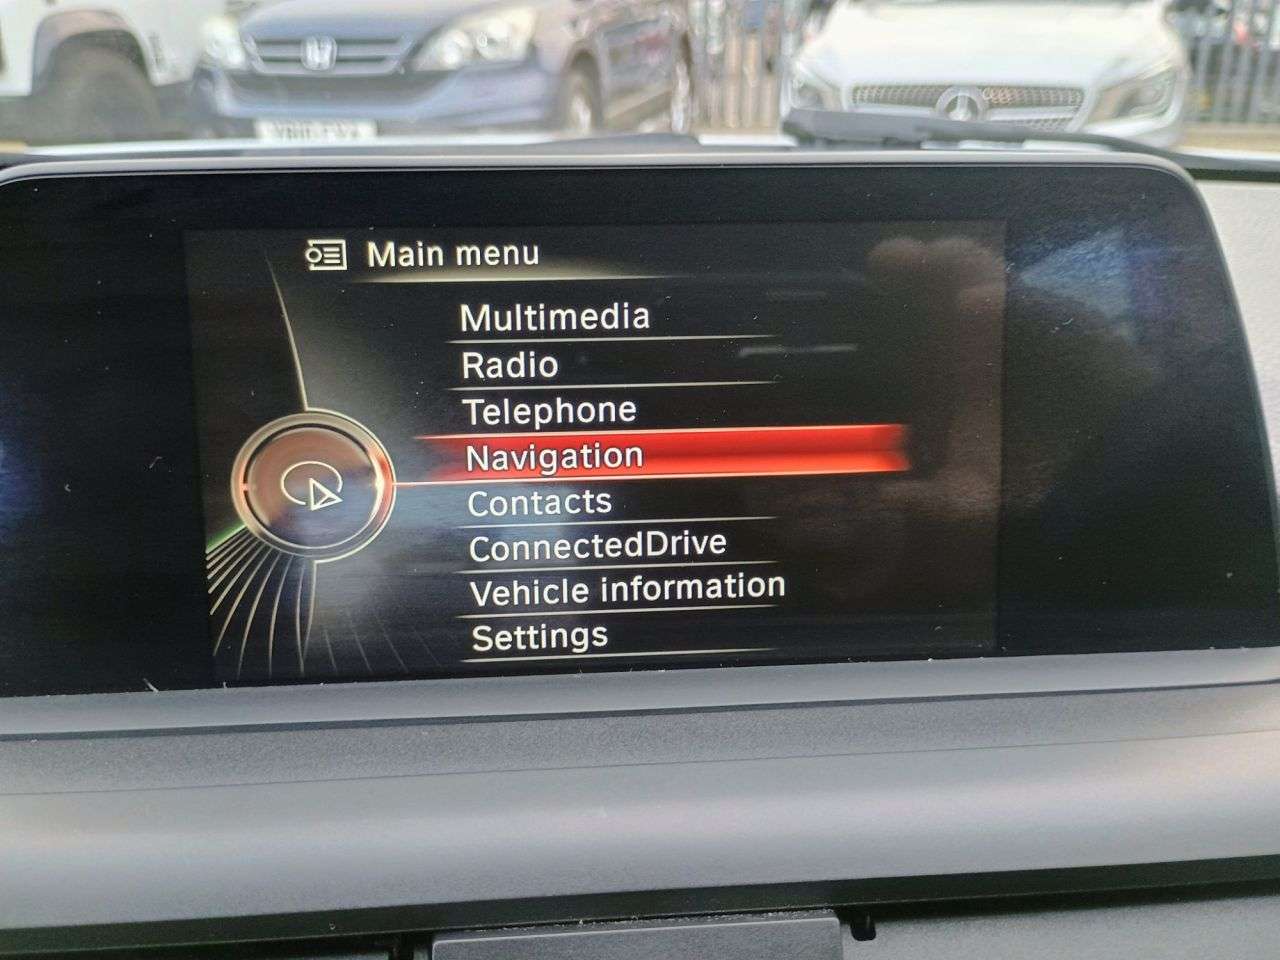 Main menu
Multimedia
Radio
Telephone
Navigation
Contacts
ConnectedDrive
Vehicle information
Settings